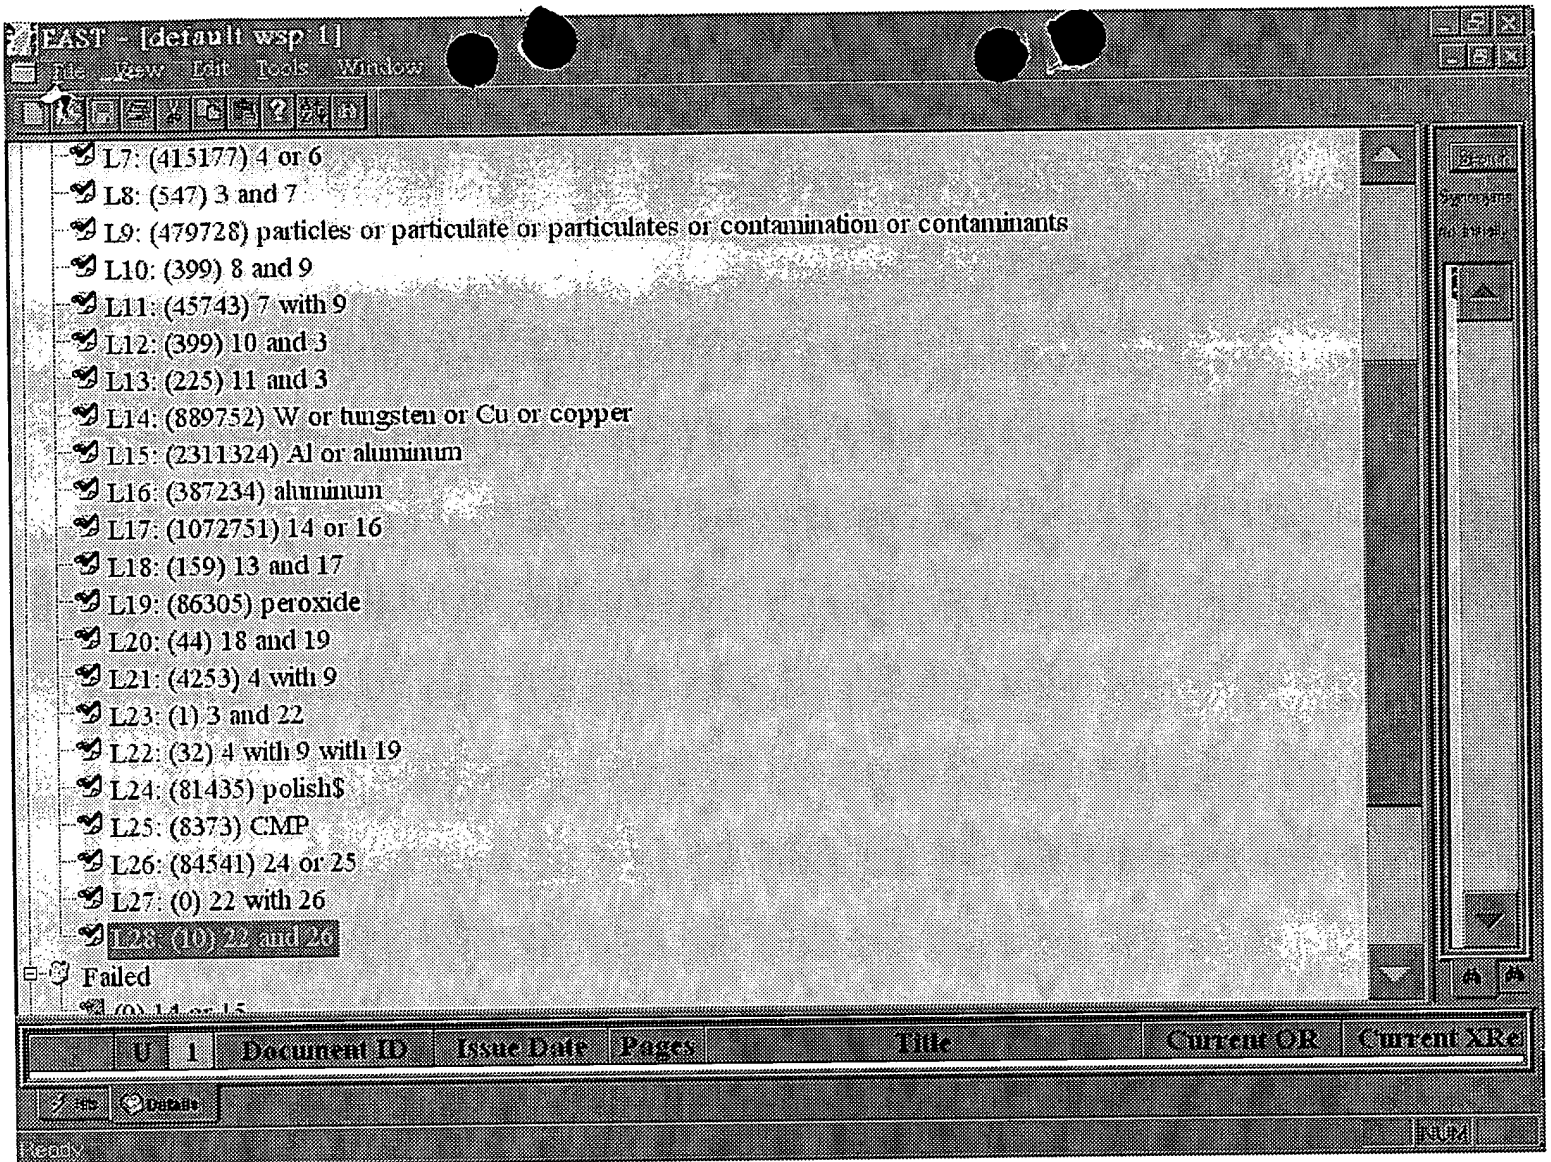 EAST - [default wsp 1]
File View Edit Tools Window
L7: (415177) 4 or 6
L8: (547) 3 and 7
L9: (479728) particles or particulate or particulates or contamination or contaminants
L10: (399) 8 and 9
L11: (45743) 7 with 9
L12: (399) 10 and 3
L13: (225) 11 and 3
L14: (889752) W or tungsten or Cu or copper
L15: (2311324) Al or aluminum
L16: (387234) aluminum
L17: (1072751) 14 or 16
L18: (159) 13 and 17
L19: (86305) peroxide
L20: (44) 18 and 19
L21: (4253) 4 with 9
L23: (1) 3 and 22
L22: (32) 4 with 9 with 19
L24: (81435) polish$
L25: (8373) CMP
L26: (84541) 24 or 25
L27: (0) 22 with 26
L28: (10) 22 and 26
Failed
(0) 14 or 15
Search
Synonyms
U 1 Document ID Issue Date Pages Title Current OR Current XRe
Details
Ready NUM